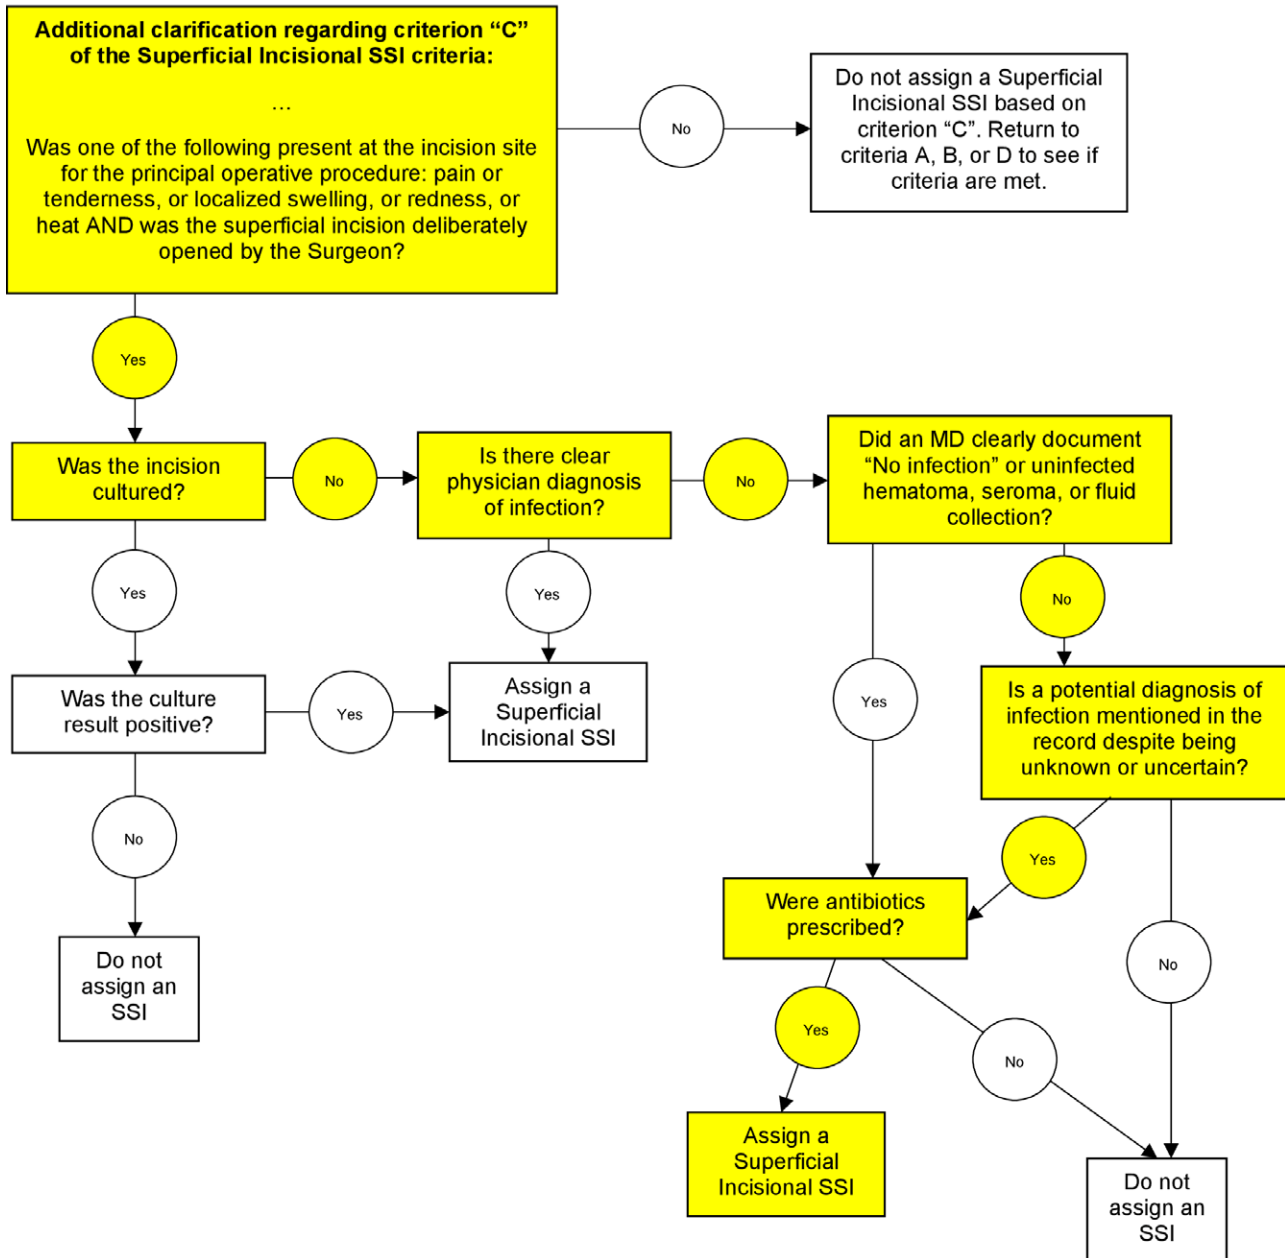 Additional clarification regarding criterion “C”
of the Superficial Incisional SSI criteria:
...
Was one of the following present at the incision site
for the principal operative procedure: pain or
tenderness, or localized swelling, or redness, or
heat AND was the superficial incision deliberately
opened by the Surgeon?
No
Do not assign a Superficial
Incisional SSI based on
criterion “C”. Return to
criteria A, B, or D to see if
criteria are met.
Yes
Was the incision
cultured?
No
Is there clear
physician diagnosis
of infection?
No
Did an MD clearly document
“No infection” or uninfected
hematoma, seroma, or fluid
collection?
Yes
Yes
Yes
No
Was the culture
result positive?
Yes
Assign a
Superficial
Incisional SSI
Is a potential diagnosis of
infection mentioned in the
record despite being
unknown or uncertain?
No
Yes
No
Were antibiotics
prescribed?
Do not
assign an
SSI
Yes
No
Assign a
Superficial
Incisional SSI
Do not
assign an
SSI